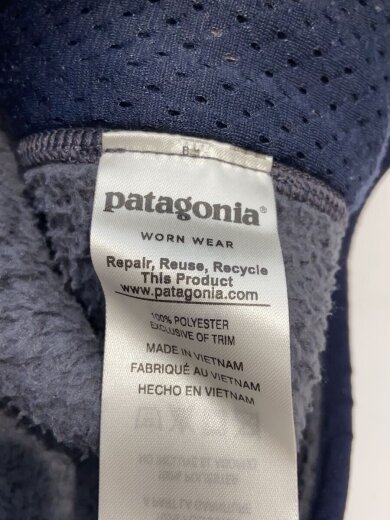 patagonia®
WORN WEAR
Repair, Reuse, Recycle
This Product
www.patagonia.com
100% POLYESTER
EXCLUSIVE OF TRIM
MADE IN VIETNAM
FABRIQUÉ AU VIETNAM
HECHO EN VIETNAM